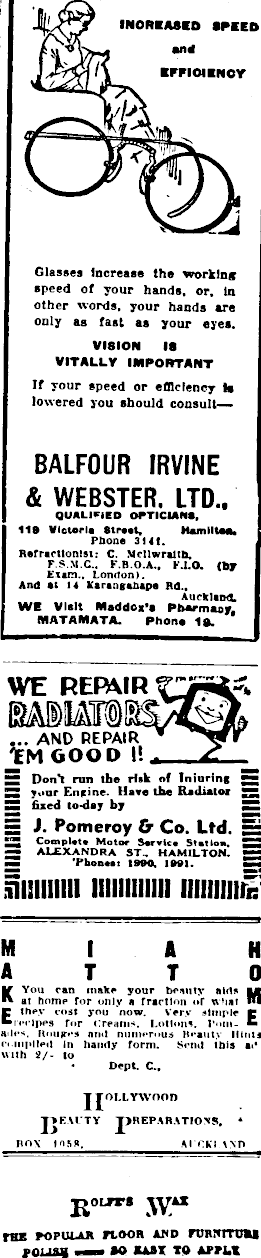 INCREASED SPEED
and
EFFICIENCY
Glasses increase the working
speed of your hands, or, in
other words, your hands are
only as fast as your eyes.
VISION IS
VITALLY IMPORTANT
If your speed or efficiency is
lowered you should consult—
BALFOUR IRVINE
& WEBSTER, LTD.,
QUALIFIED OPTICIANS,
119 Victoria Street, Hamilton.
Phone 3141.
Refractionist: C. McIlwraith,
F.S.M.C., F.B.O.A., F.I.O. (by
Exam., London).
And at 14 Karangahape Rd.,
Auckland.
WE Visit Maddox's Pharmacy,
MATAMATA. Phone 19.
WE REPAIR
RADIATORS
... AND REPAIR
'EM GOOD !!
Don't run the risk of Injuring
your Engine. Have the Radiator
fixed to-day by
J. Pomeroy & Co. Ltd.
Complete Motor Service Station,
ALEXANDRA ST., HAMILTON.
'Phones: 1990, 1991.
MAKE
I T
A T
HOME
You can make your beauty aids
at home for only a fraction of what
they cost you now. Very simple
recipes for Creams, Lotions, Pom-
ades, Rouges and numerous Beauty Hints
compiled in handy form. Send this ad
with 2/- to
Dept. C.,
HOLLYWOOD
BEAUTY PREPARATIONS,
BOX 1058, AUCKLAND
ROLFE'S WAX
THE POPULAR FLOOR AND FURNITURE
POLISH — SO EASY TO APPLY